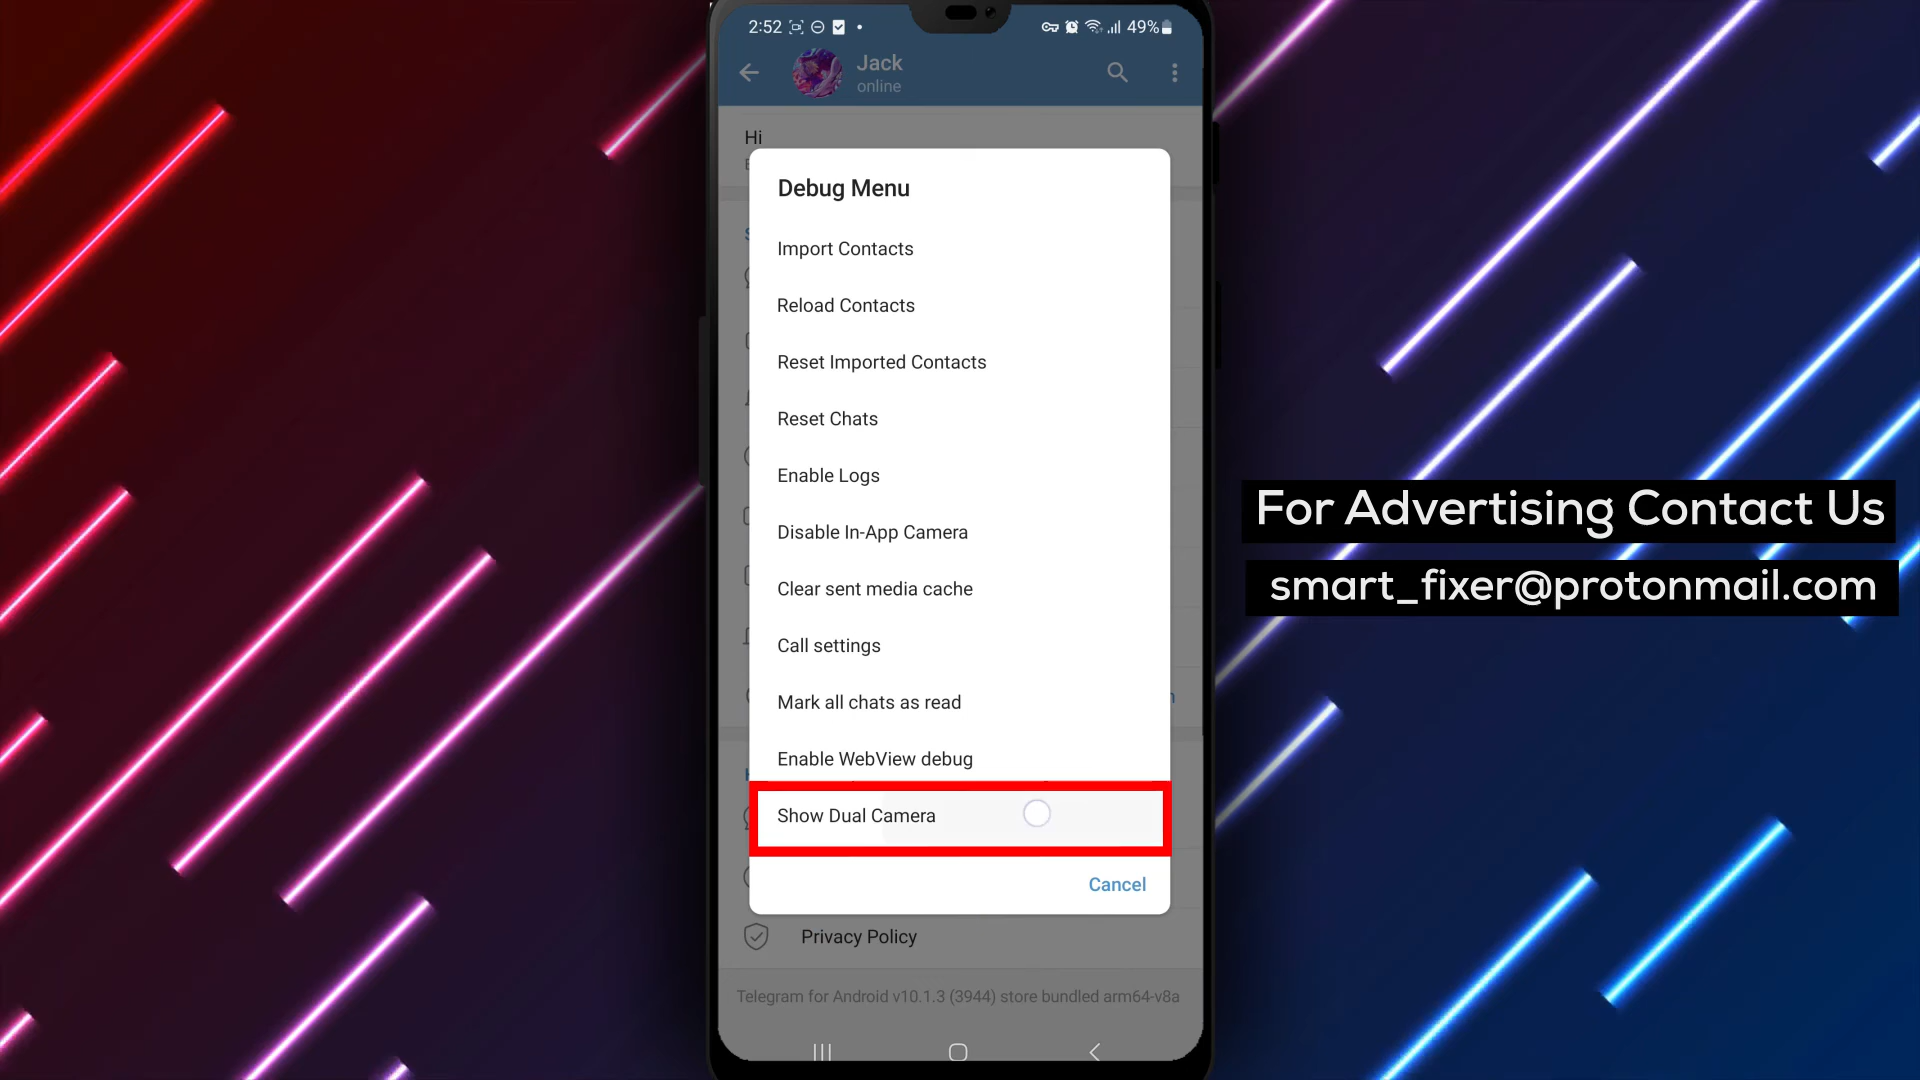 2:52
49%
Jack
online
Hi
Debug Menu
Import Contacts
Reload Contacts
Reset Imported Contacts
Reset Chats
Enable Logs
Disable In-App Camera
Clear sent media cache
Call settings
Mark all chats as read
Enable WebView debug
Show Dual Camera
Cancel
Privacy Policy
Telegram for Android v10.1.3 (3944) store bundled arm64-v8a
For Advertising Contact Us
smart_fixer@protonmail.com